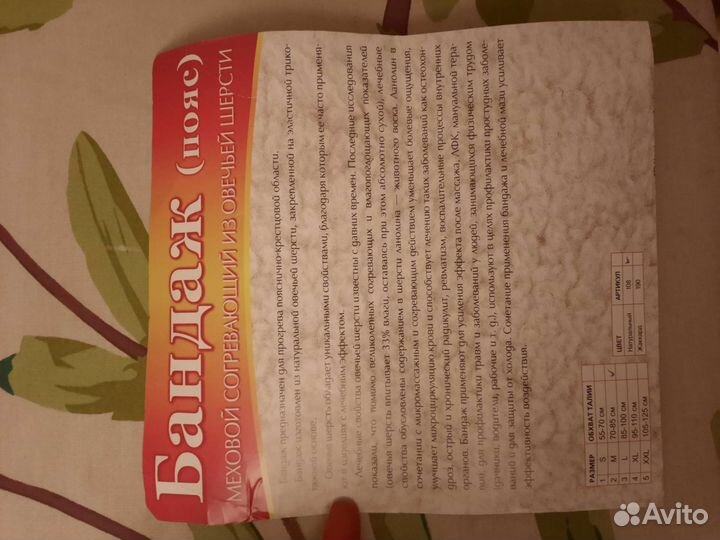 Бандаж (пояс)
МЕХОВОЙ СОГРЕВАЮЩИЙ ИЗ ОВЕЧЬЕЙ ШЕРСТИ
Бандаж предназначен для прогрева пояснично-крестцовой области.
Бандаж изготовлен из натуральной овечьей шерсти, закрепленной на эластичной трико-
тажной основе.
шерсть обладает уникальными свойствами, благодаря которым ее часто применя-
ют в изделиях с лечебным эффектом.
Лечебные свойства овечьей шерсти известны с давних времен. Последние исследования
показали, что помимо великолепных согревающих и влагопоглощающих показателей
(овечья шерсть впитывает 33% влаги, оставаясь при этом абсолютно сухой), лечебные
свойства обусловлены содержанием в шерсти ланолина — животного воска. Ланолин в
сочетании с микромассажным и согревающим действием уменьшает болевые ощущения,
улучшает микроциркуляцию крови и способствует лечению таких заболеваний как остеохон-
дроз, острый и хронический радикулит, ревматизм, воспалительные процессы внутренних
органов. Бандаж применяют для усиления эффекта после массажа, ЛФК, мануальной тера-
пии, для профилактики травм и заболеваний у людей, занимающихся физическим трудом
(дачники, водители, рабочие и т. д.), используют в целях профилактики простудных заболе-
ваний и для защиты от холода. Сочетание применения бандажа и лечебной мази усиливает
эффективность воздействия.
РАЗМЕР ОБХВАТ ТАЛИИ
1 S 55-70 см
2 M 70-85 см ✓
3 L 85-100 см
4 XL 95-110 см
5 XXL 105-125 см
ЦВЕТ АРТИКУЛ
Натуральный 108 ✓
Жаккард 190
Avito